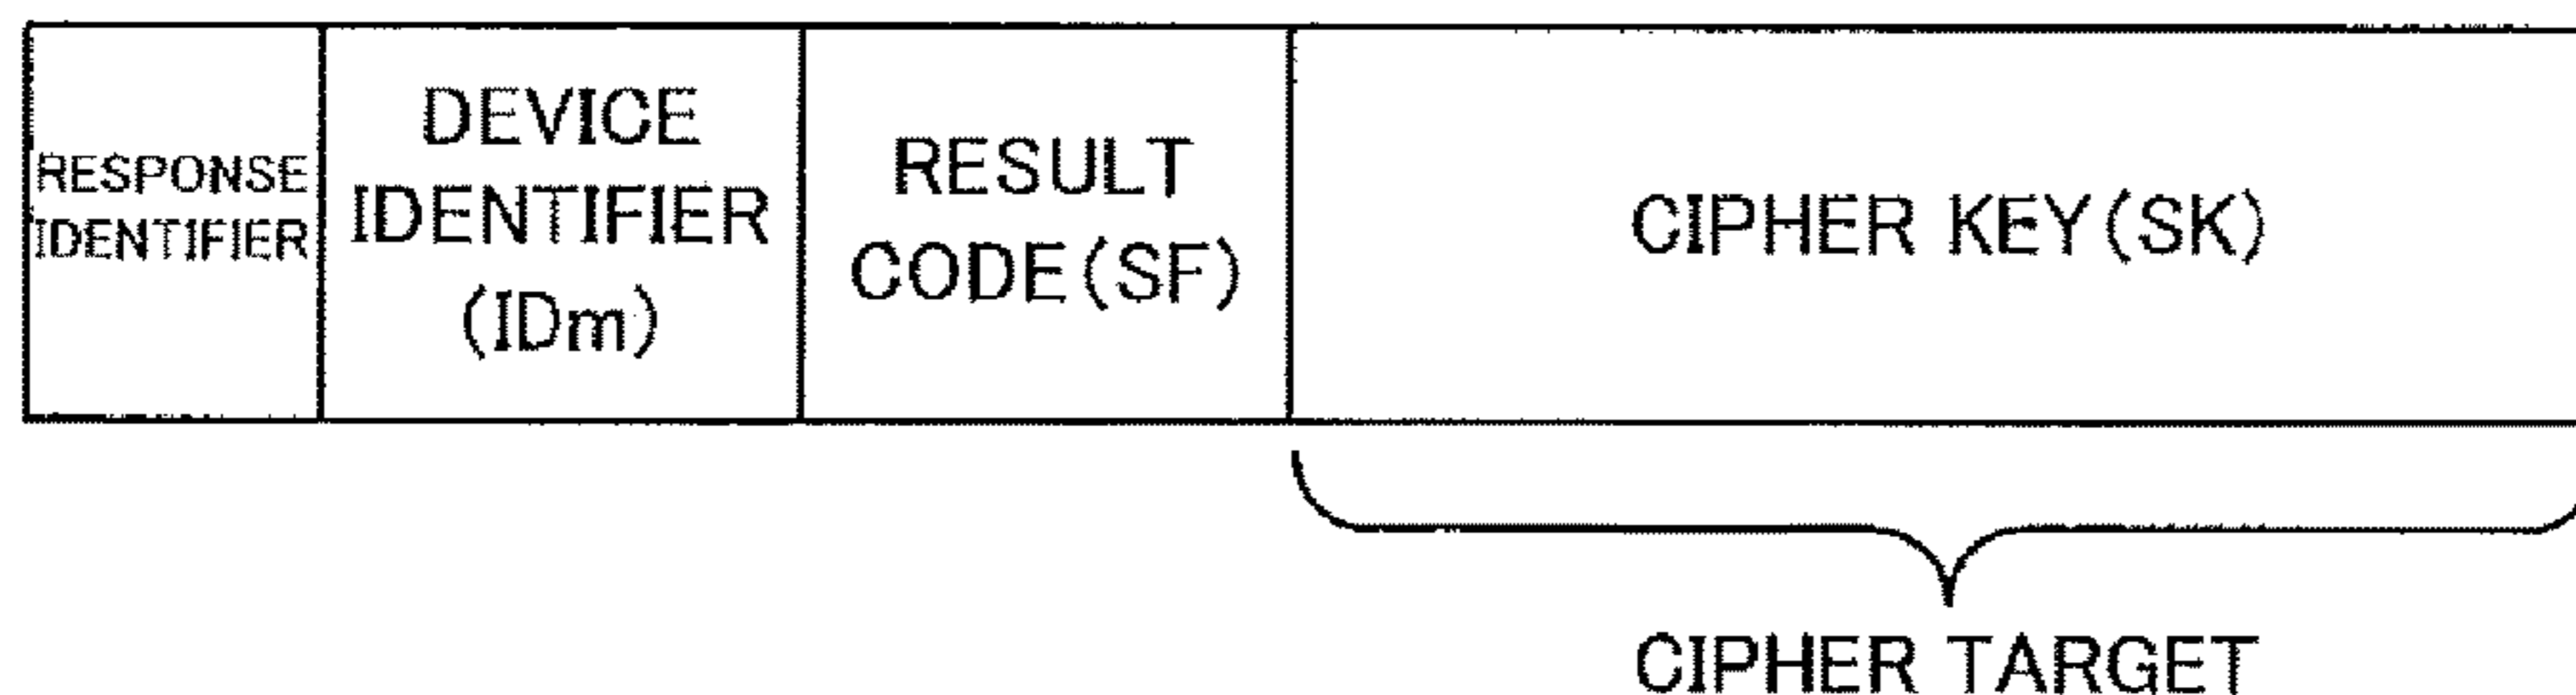 RESPONSE
IDENTIFIER
DEVICE
IDENTIFIER
(IDm)
RESULT
CODE(SF)
CIPHER KEY(SK)
CIPHER TARGET